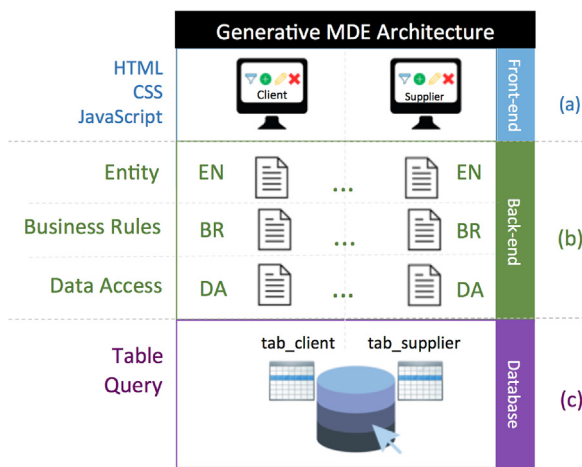 Generative MDE Architecture
HTML
CSS
JavaScript
Client
Supplier
Front-end
(a)
Entity
EN
...
EN
Business Rules
BR
...
BR
Back-end
(b)
Data Access
DA
...
DA
Table
Query
tab_client
tab_supplier
Database
(c)